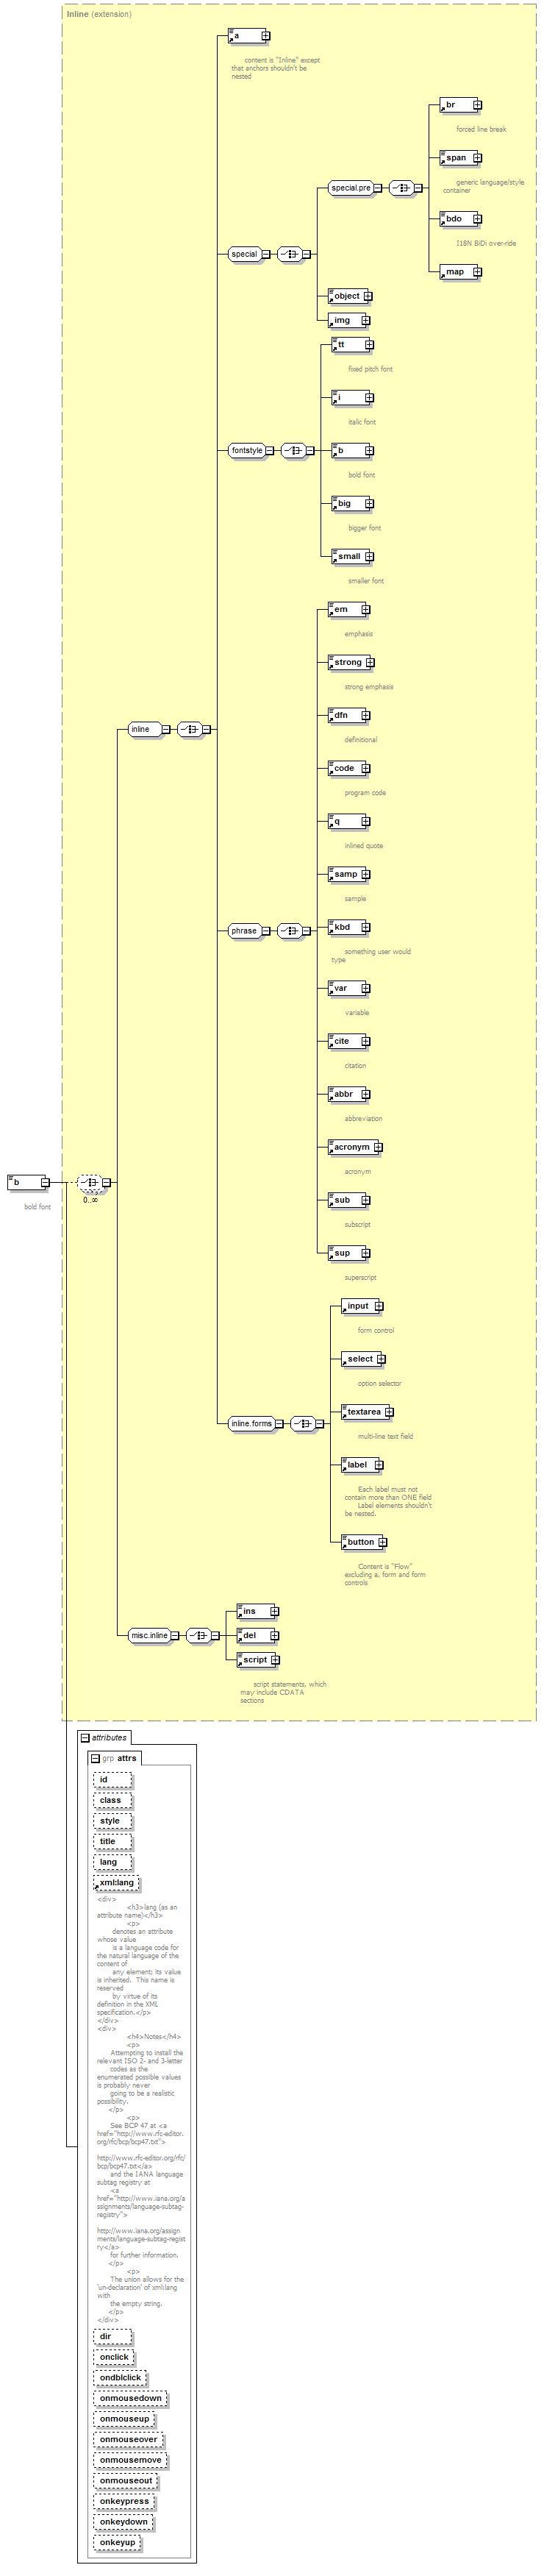 Inline (extension)
a
content is "Inline" except
that anchors shouldn't be
nested
br
forced line break
span
generic language/style
container
special.pre
bdo
I18N BiDi over-ride
special
map
object
img
tt
fixed pitch font
i
italic font
fontstyle
b
bold font
big
bigger font
small
smaller font
em
emphasis
strong
strong emphasis
inline
dfn
definitional
code
program code
q
inlined quote
samp
sample
phrase
kbd
something user would
type
var
variable
cite
citation
abbr
abbreviation
acronym
acronym
b
0..∞
bold font
sub
subscript
sup
superscript
input
form control
select
option selector
inline.forms
textarea
multi-line text field
label
Each label must not
contain more than ONE field
Label elements shouldn't
be nested.
button
Content is "Flow"
excluding a, form and form
controls
misc.inline
ins
del
script
script statements, which
may include CDATA
sections
attributes
grp attrs
id
class
style
title
lang
xml:lang
<div>
<h3>lang (as an
attribute name)</h3>
<p>
denotes an attribute
whose value
is a language code for
the natural language of the
content of
any element; its value
is inherited. This name is
reserved
by virtue of its
definition in the XML
specification.</p>
</div>
<div>
<h4>Notes</h4>
<p>
Attempting to install the
relevant ISO 2- and 3-letter
codes as the
enumerated possible values
is probably never
going to be a realistic
possibility.
</p>
<p>
See BCP 47 at <a
href="http://www.rfc-editor.
org/rfc/bcp/bcp47.txt">
http://www.rfc-editor.org/rfc/
bcp/bcp47.txt</a>
and the IANA language
subtag registry at
<a
href="http://www.iana.org/a
ssignments/language-subtag-
registry">
http://www.iana.org/assign
ments/language-subtag-regist
ry</a>
for further information.
</p>
<p>
The union allows for the
'un-declaration' of xml:lang
with
the empty string.
</p>
</div>
dir
onclick
ondblclick
onmousedown
onmouseup
onmouseover
onmousemove
onmouseout
onkeypress
onkeydown
onkeyup